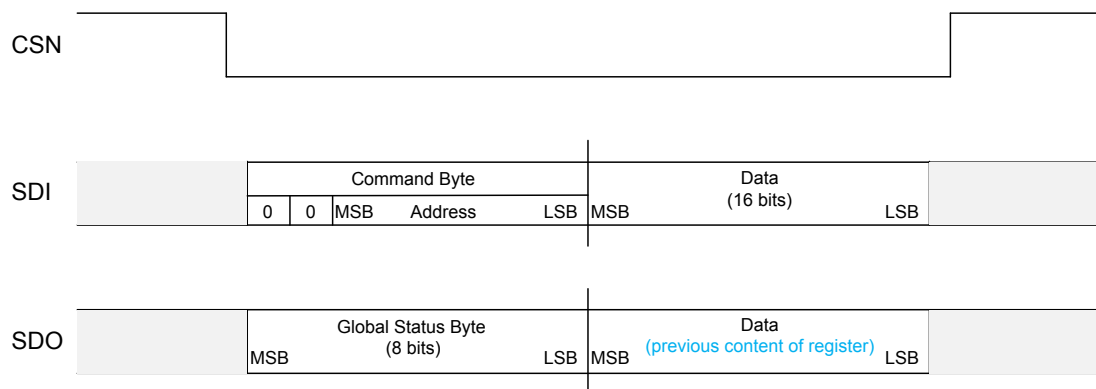 CSN
SDI
Command Byte
0 0 MSB Address LSB
Data
(16 bits)
MSB LSB
SDO
Global Status Byte
(8 bits)
MSB LSB
Data
(previous content of register)
MSB LSB